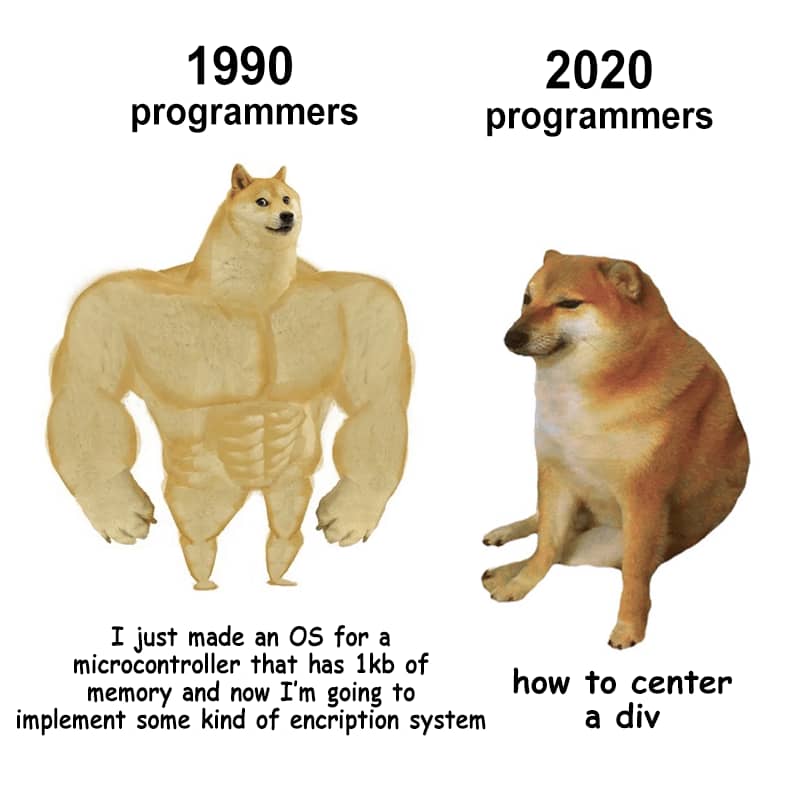 1990
programmers
2020
programmers
I just made an OS for a
microcontroller that has 1kb of
memory and now I'm going to
implement some kind of encription system
how to center
a div